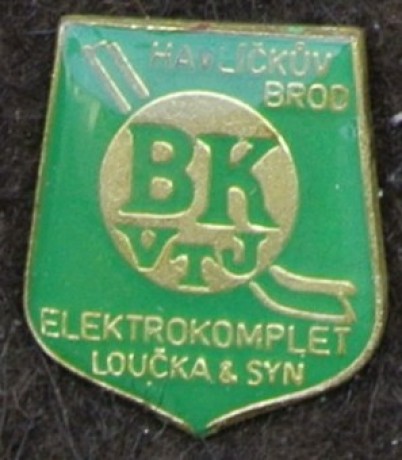 HAVLÍČKŮV
BROD
BK
VTJ
ELEKTROKOMPLET
LOUČKA & SYN